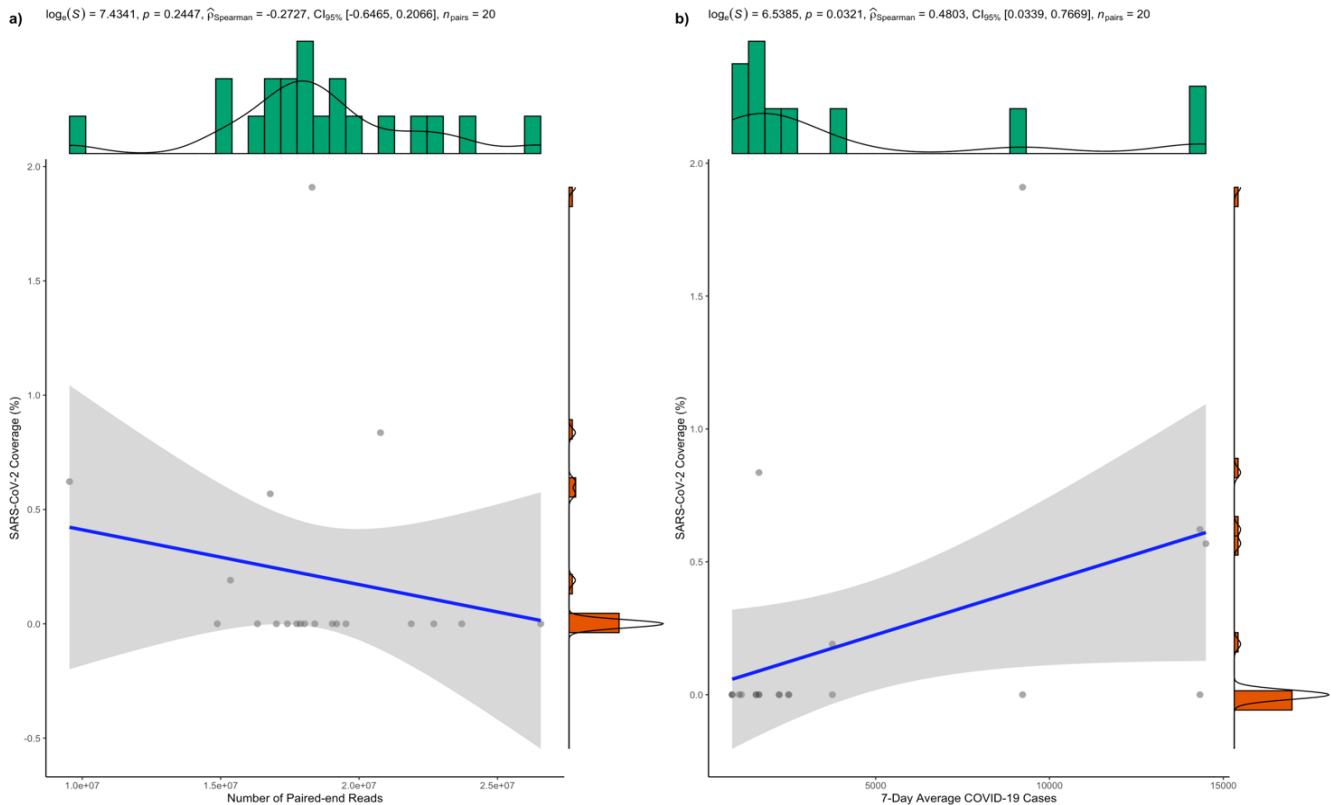 a)
logₑ(S) = 7.4341, p = 0.2447, ρ̂Spearman = -0.2727, CI95% [-0.6465, 0.2066], npairs = 20
2.0
1.5
1.0
0.5
0.0
-0.5
SARS-CoV-2 Coverage (%)
1.0e+07 1.5e+07 2.0e+07 2.5e+07
Number of Paired-end Reads
b)
logₑ(S) = 6.5385, p = 0.0321, ρ̂Spearman = 0.4803, CI95% [0.0339, 0.7669], npairs = 20
2.0
1.5
1.0
0.5
0.0
SARS-CoV-2 Coverage (%)
5000 10000 15000
7-Day Average COVID-19 Cases